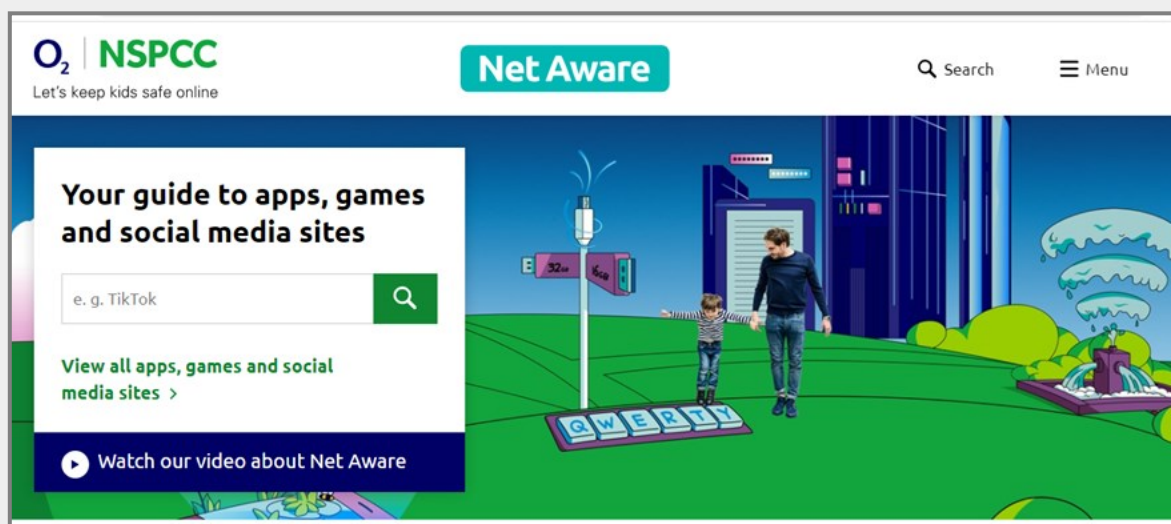 O2 | NSPCC
Let's keep kids safe online
Net Aware
Search
Menu
Your guide to apps, games
and social media sites
e. g. TikTok
View all apps, games and social
media sites >
Watch our video about Net Aware
32GB
16GB
QWERTY